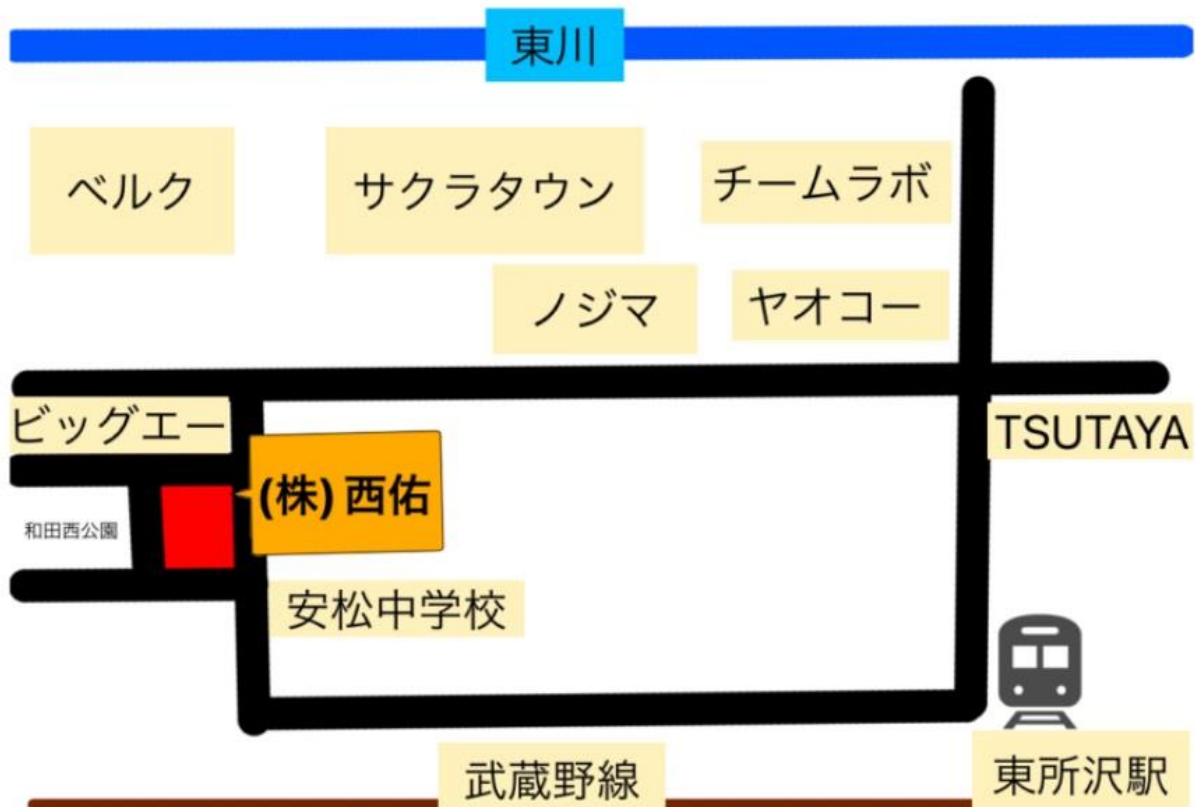 東川
ベルク
サクラタウン
チームラボ
ノジマ
ヤオコー
ビッグエー
TSUTAYA
(株) 西佑
和田西公園
安松中学校
武蔵野線
東所沢駅